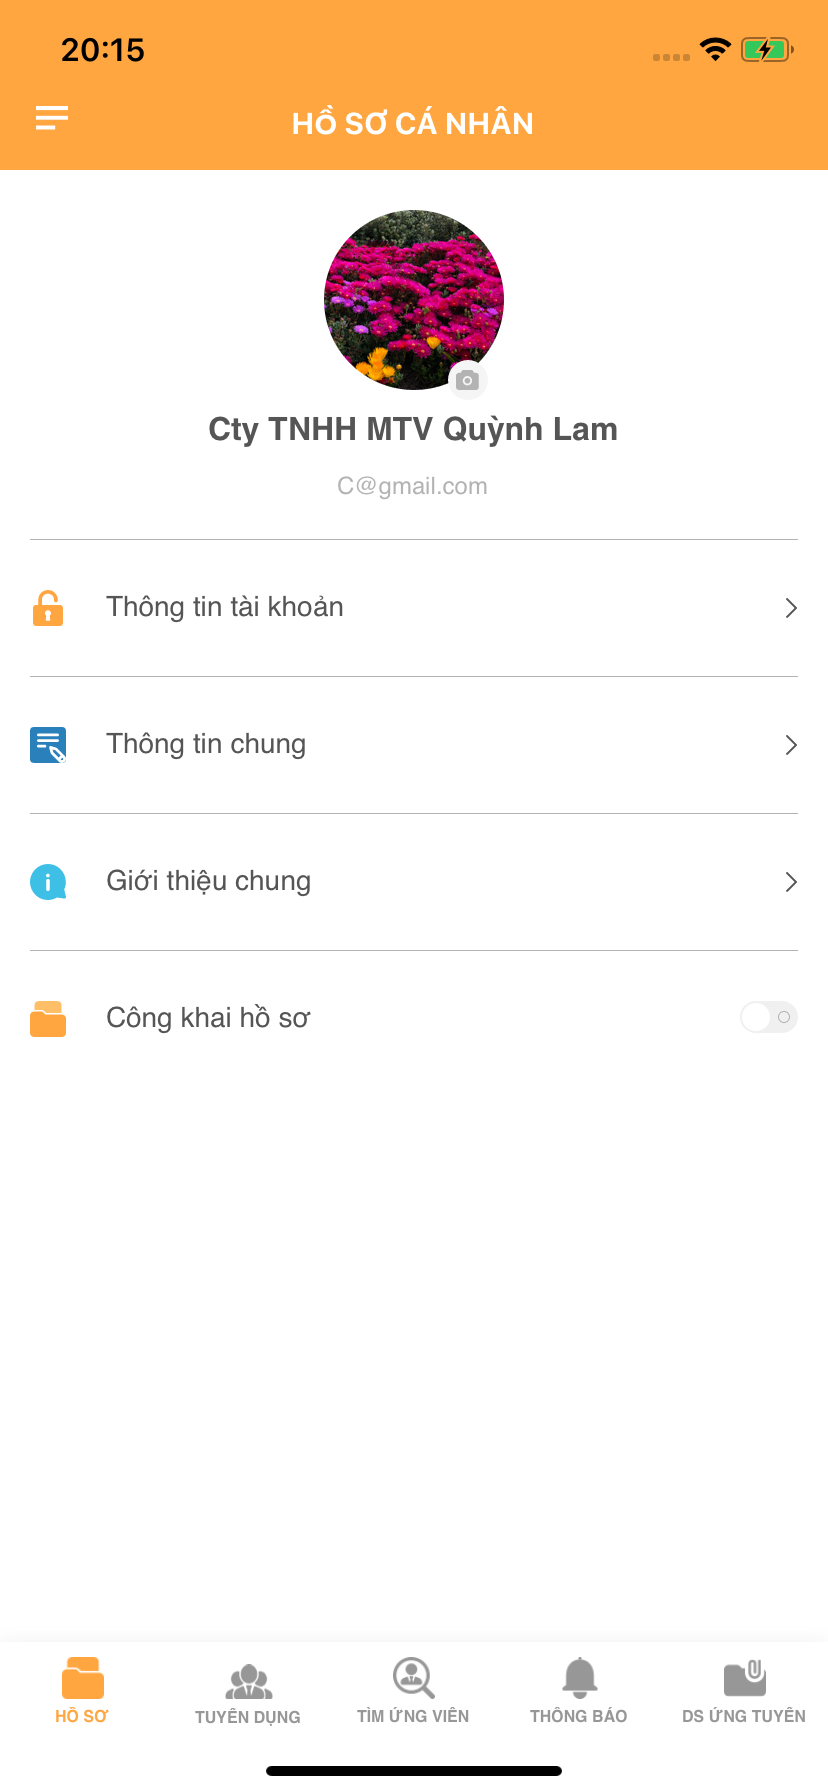 20:15
HỒ SƠ CÁ NHÂN
Cty TNHH MTV Quỳnh Lam
C@gmail.com
Thông tin tài khoản
Thông tin chung
Giới thiệu chung
Công khai hồ sơ
HỒ SƠ
TUYỂN DỤNG
TÌM ỨNG VIÊN
THÔNG BÁO
DS ỨNG TUYỂN